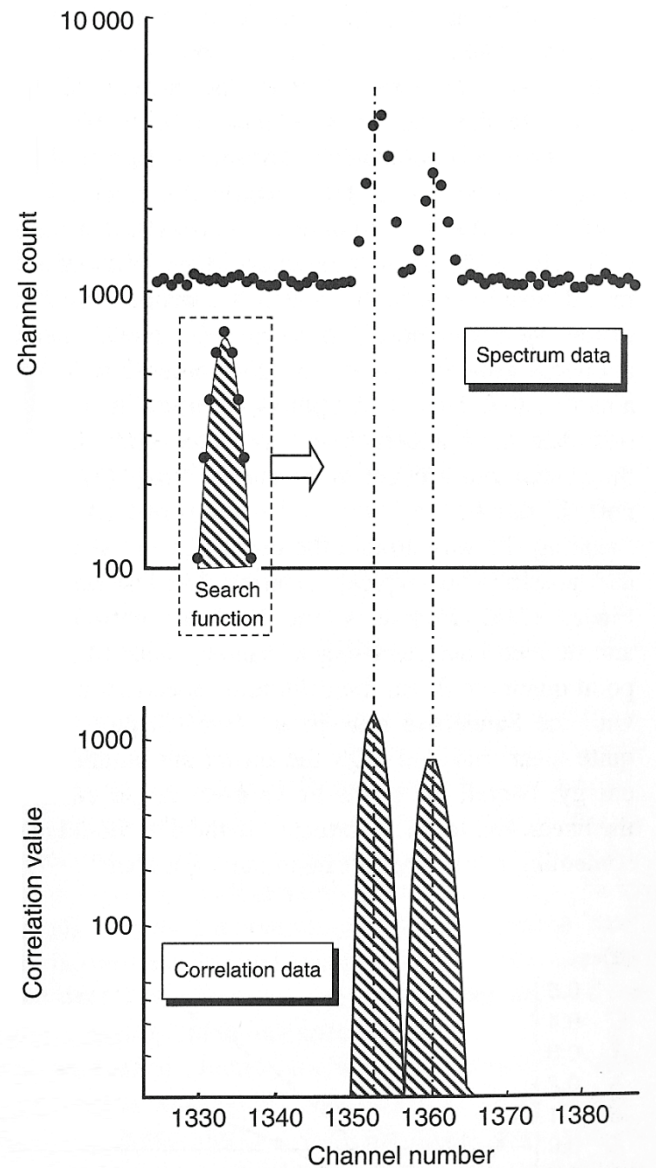 10 000
Channel count
1000
Spectrum data
100
Search
function
1000
Correlation value
100
Correlation data
1330 1340 1350 1360 1370 1380
Channel number